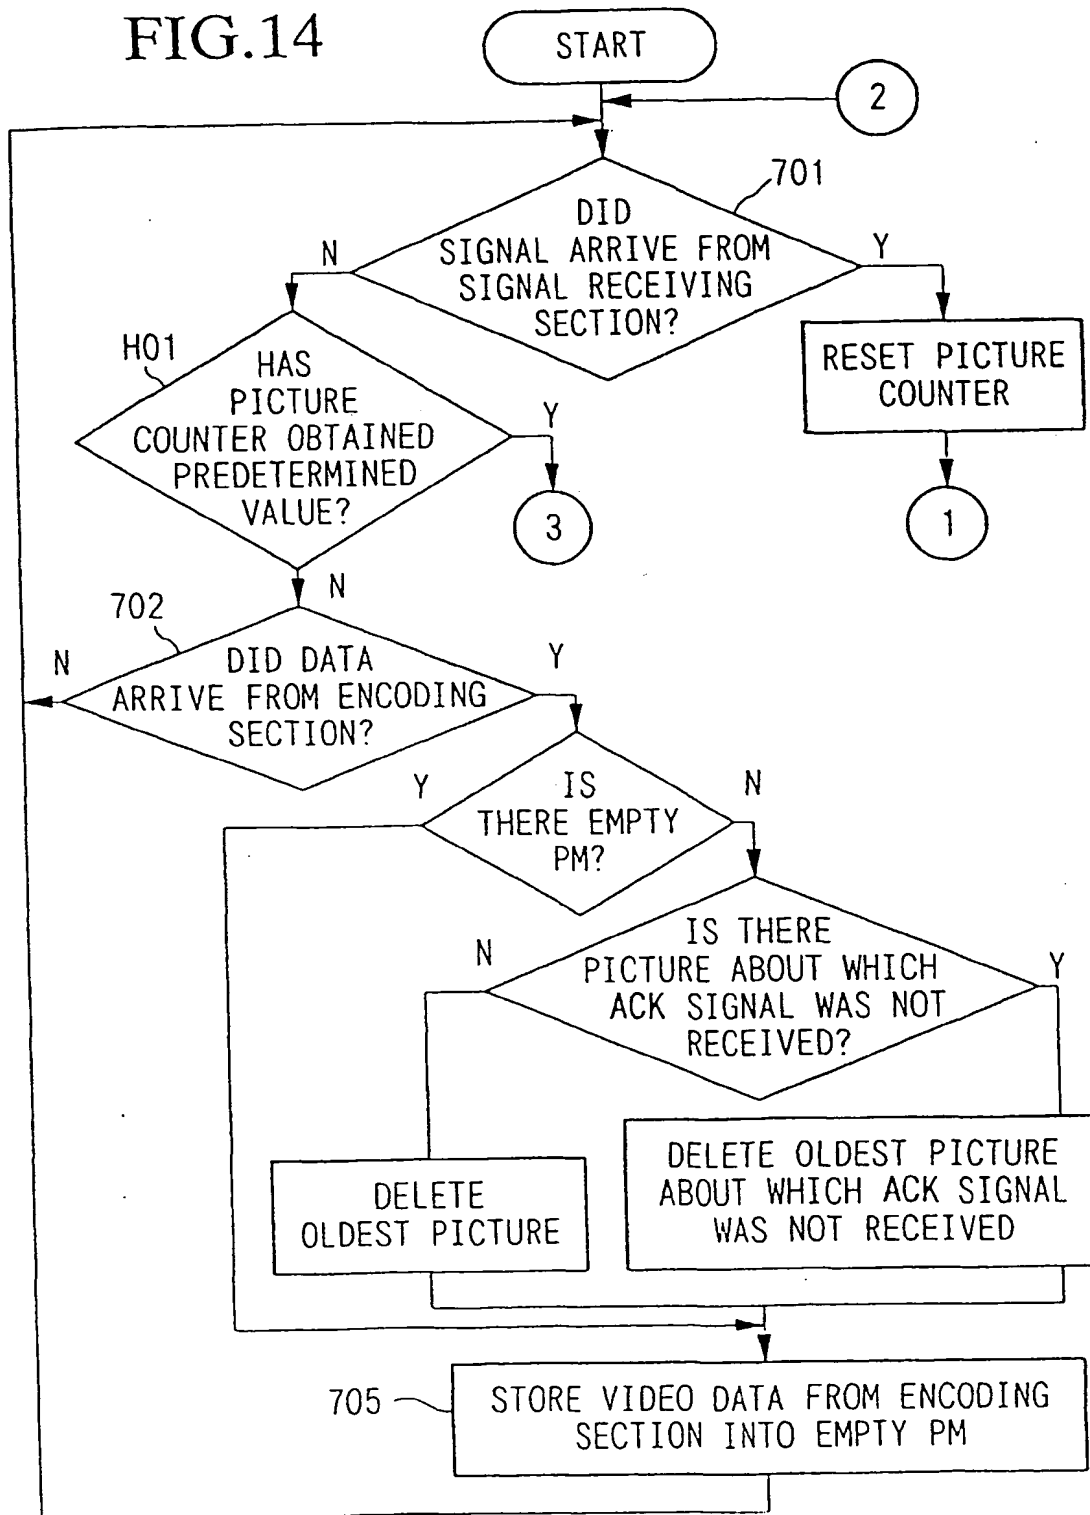 FIG.14
START
2
701
DID
SIGNAL ARRIVE FROM
SIGNAL RECEIVING
SECTION?
N
Y
H01
HAS
PICTURE
COUNTER OBTAINED
PREDETERMINED
VALUE?
Y
RESET PICTURE
COUNTER
3
1
N
702
DID DATA
ARRIVE FROM ENCODING
SECTION?
N
Y
IS
THERE EMPTY
PM?
Y
N
IS THERE
PICTURE ABOUT WHICH
ACK SIGNAL WAS NOT
RECEIVED?
N
Y
DELETE
OLDEST PICTURE
DELETE OLDEST PICTURE
ABOUT WHICH ACK SIGNAL
WAS NOT RECEIVED
705
STORE VIDEO DATA FROM ENCODING
SECTION INTO EMPTY PM